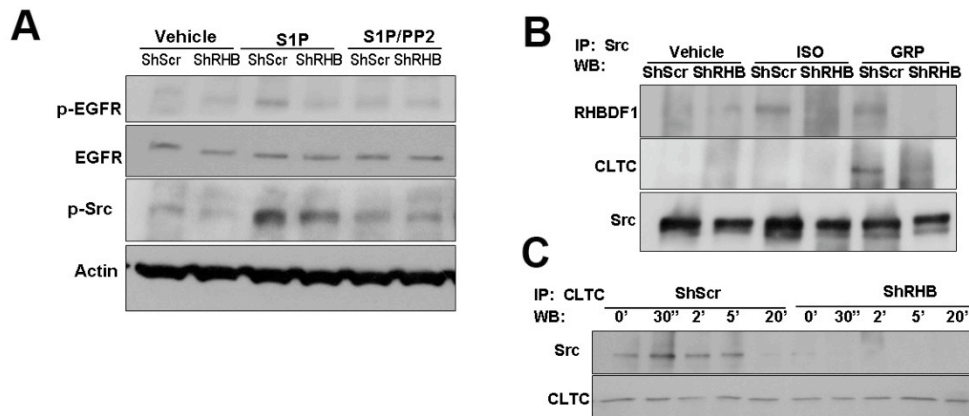 A
Vehicle S1P S1P/PP2
ShScr ShRHB ShScr ShRHB ShScr ShRHB
p-EGFR
EGFR
p-Src
Actin
B
IP: Src Vehicle ISO GRP
WB: ShScr ShRHB ShScr ShRHB ShScr ShRHB
RHBDF1
CLTC
Src
C
IP: CLTC ShScr ShRHB
WB: 0’ 30’’ 2’ 5’ 20’ 0’ 30’’ 2’ 5’ 20’
Src
CLTC